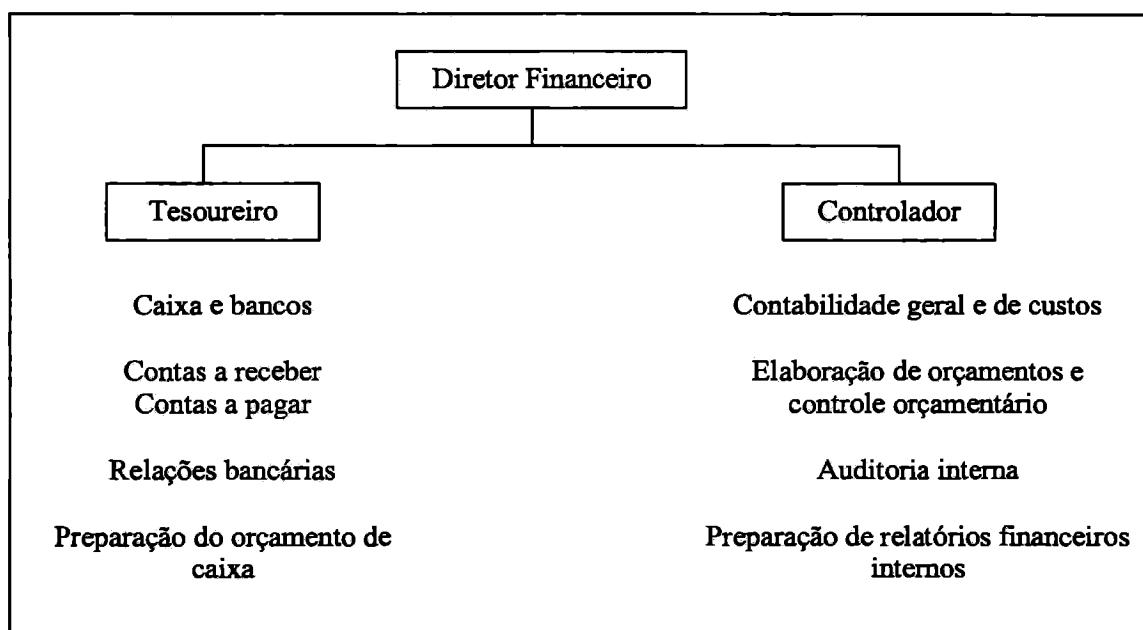 Diretor Financeiro
Tesoureiro
Controlador
Caixa e bancos
Contabilidade geral e de custos
Contas a receber
Contas a pagar
Elaboração de orçamentos e
controle orçamentário
Relações bancárias
Auditoria interna
Preparação do orçamento de
caixa
Preparação de relatórios financeiros
internos